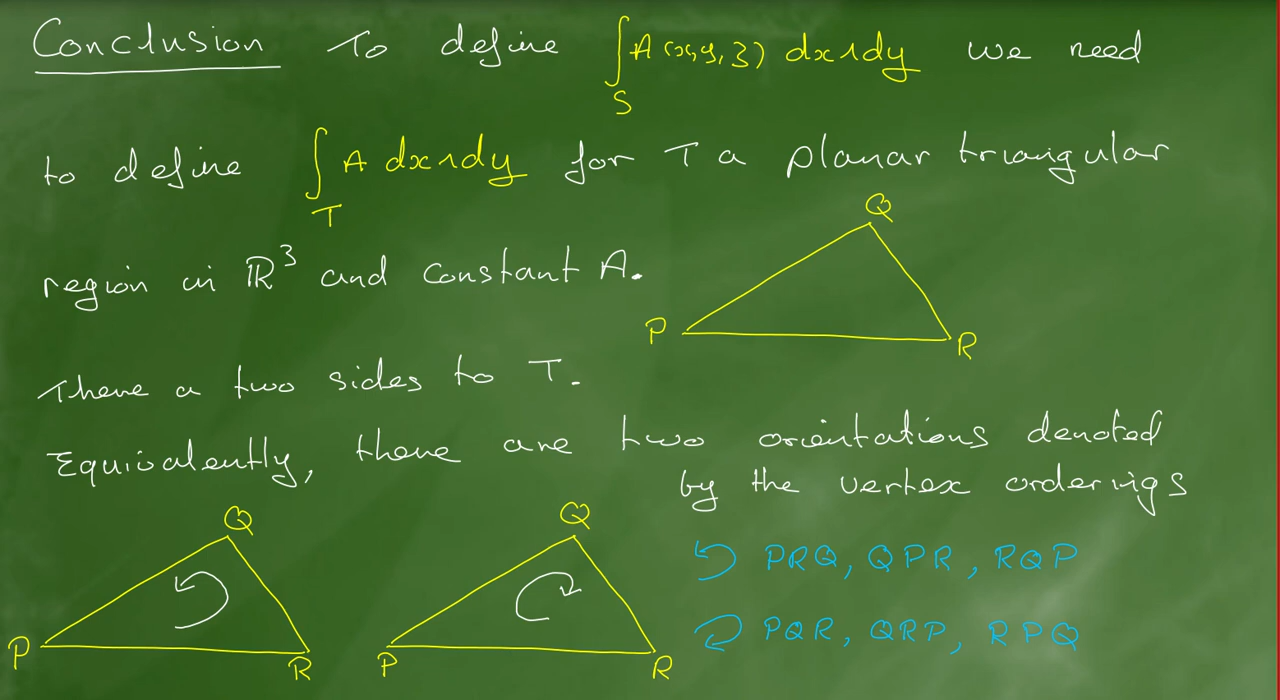 Conclusion To define ∫_S A(x,y,z) dx∧dy we need
to define ∫_T A dx∧dy for T a planar triangular
region in ℝ³ and constant A.
Q
P
R
There a two sides to T.
Equivalently, there are two orientations denoted
by the vertex orderings
Q Q
↺ PRQ, QPR, RQP
↻ PQR, QRP, RPQ
P R P R